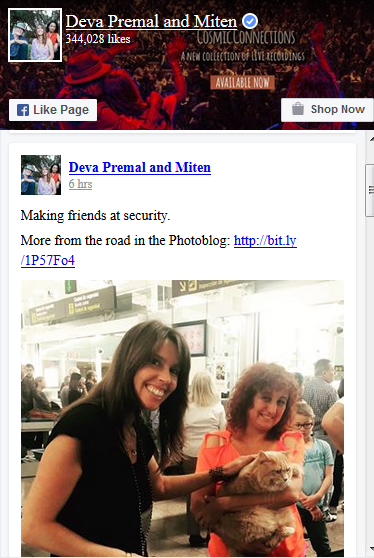 Deva Premal and Miten
344,028 likes
COSMIC CONNECTIONS
A NEW COLLECTION OF LIVE RECORDINGS
AVAILABLE NOW
Like Page
Shop Now
Deva Premal and Miten
6 hrs
Making friends at security.
More from the road in the Photoblog: http://bit.ly
/1P57Fo4